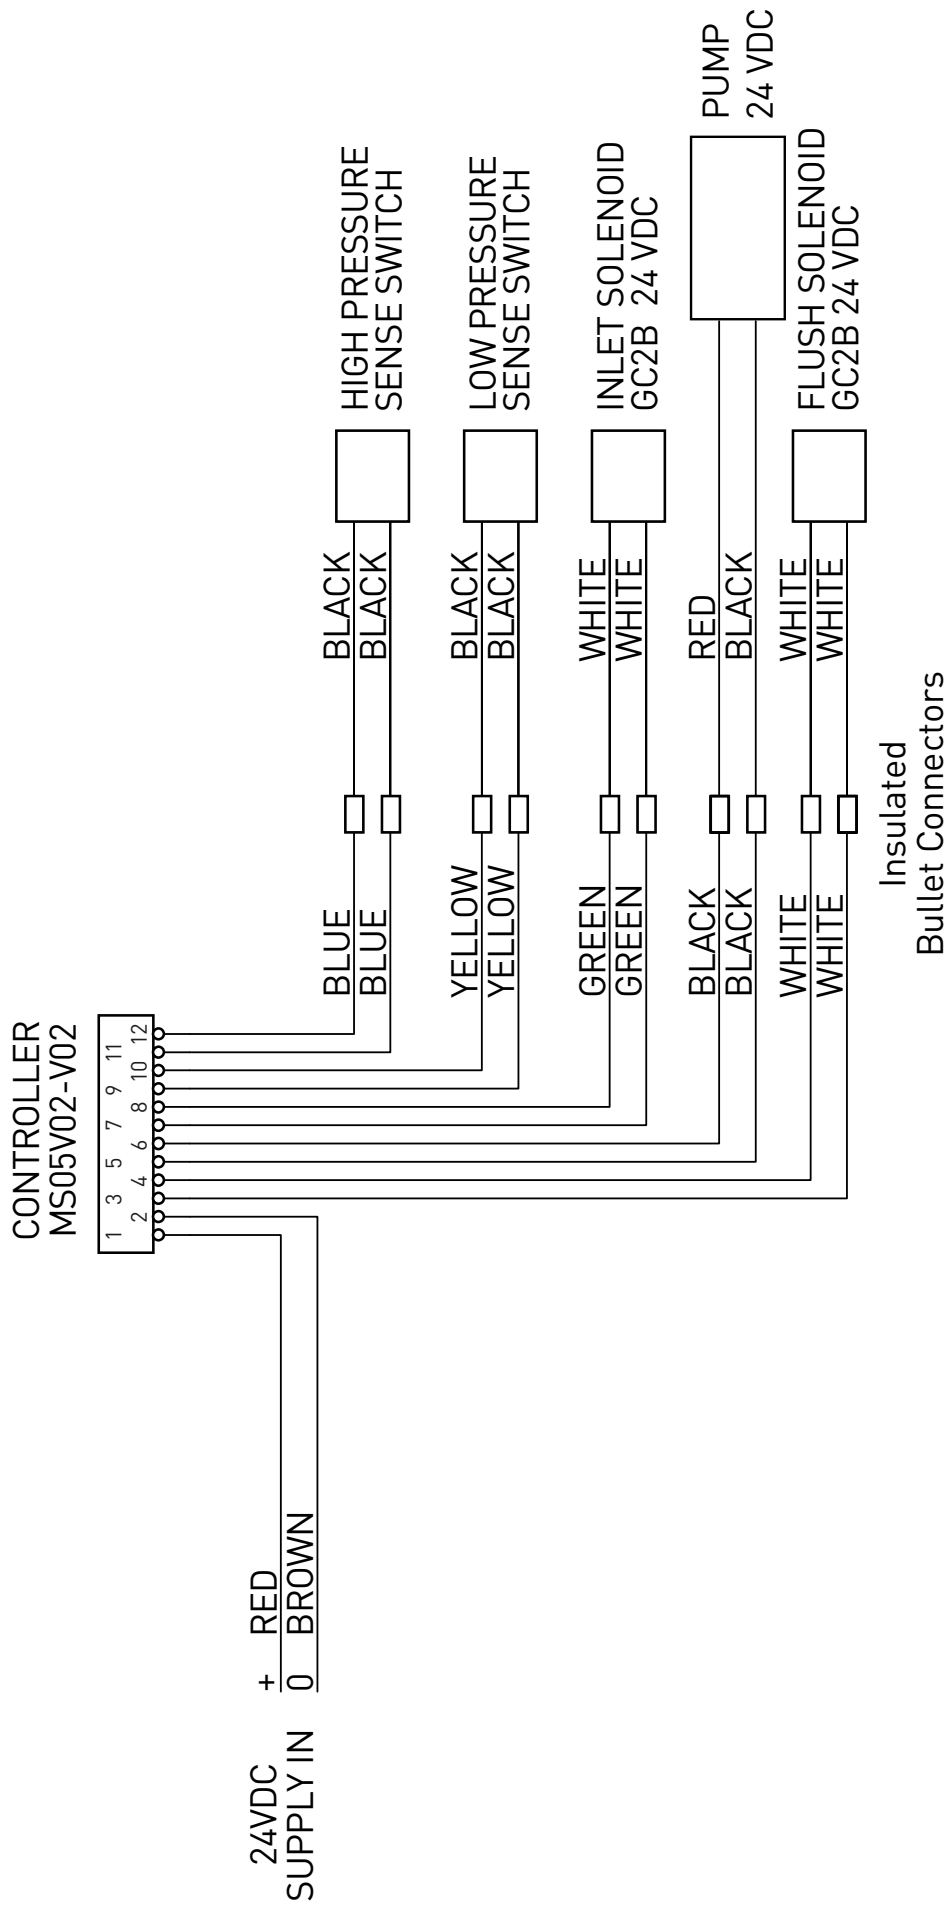 CONTROLLER
MS05V02-V02
1
2
3
4
5
6
7
8
9
10
11
12
24VDC
SUPPLY IN
+ RED
0 BROWN
BLUE
BLUE
BLACK
BLACK
HIGH PRESSURE
SENSE SWITCH
YELLOW
YELLOW
BLACK
BLACK
LOW PRESSURE
SENSE SWITCH
GREEN
GREEN
WHITE
WHITE
INLET SOLENOID
GC2B 24 VDC
BLACK
BLACK
RED
BLACK
PUMP
24 VDC
WHITE
WHITE
WHITE
WHITE
FLUSH SOLENOID
GC2B 24 VDC
Insulated
Bullet Connectors